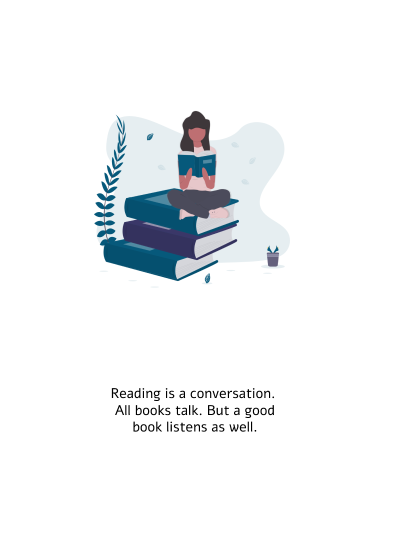 Reading is a conversation.
All books talk. But a good
book listens as well.